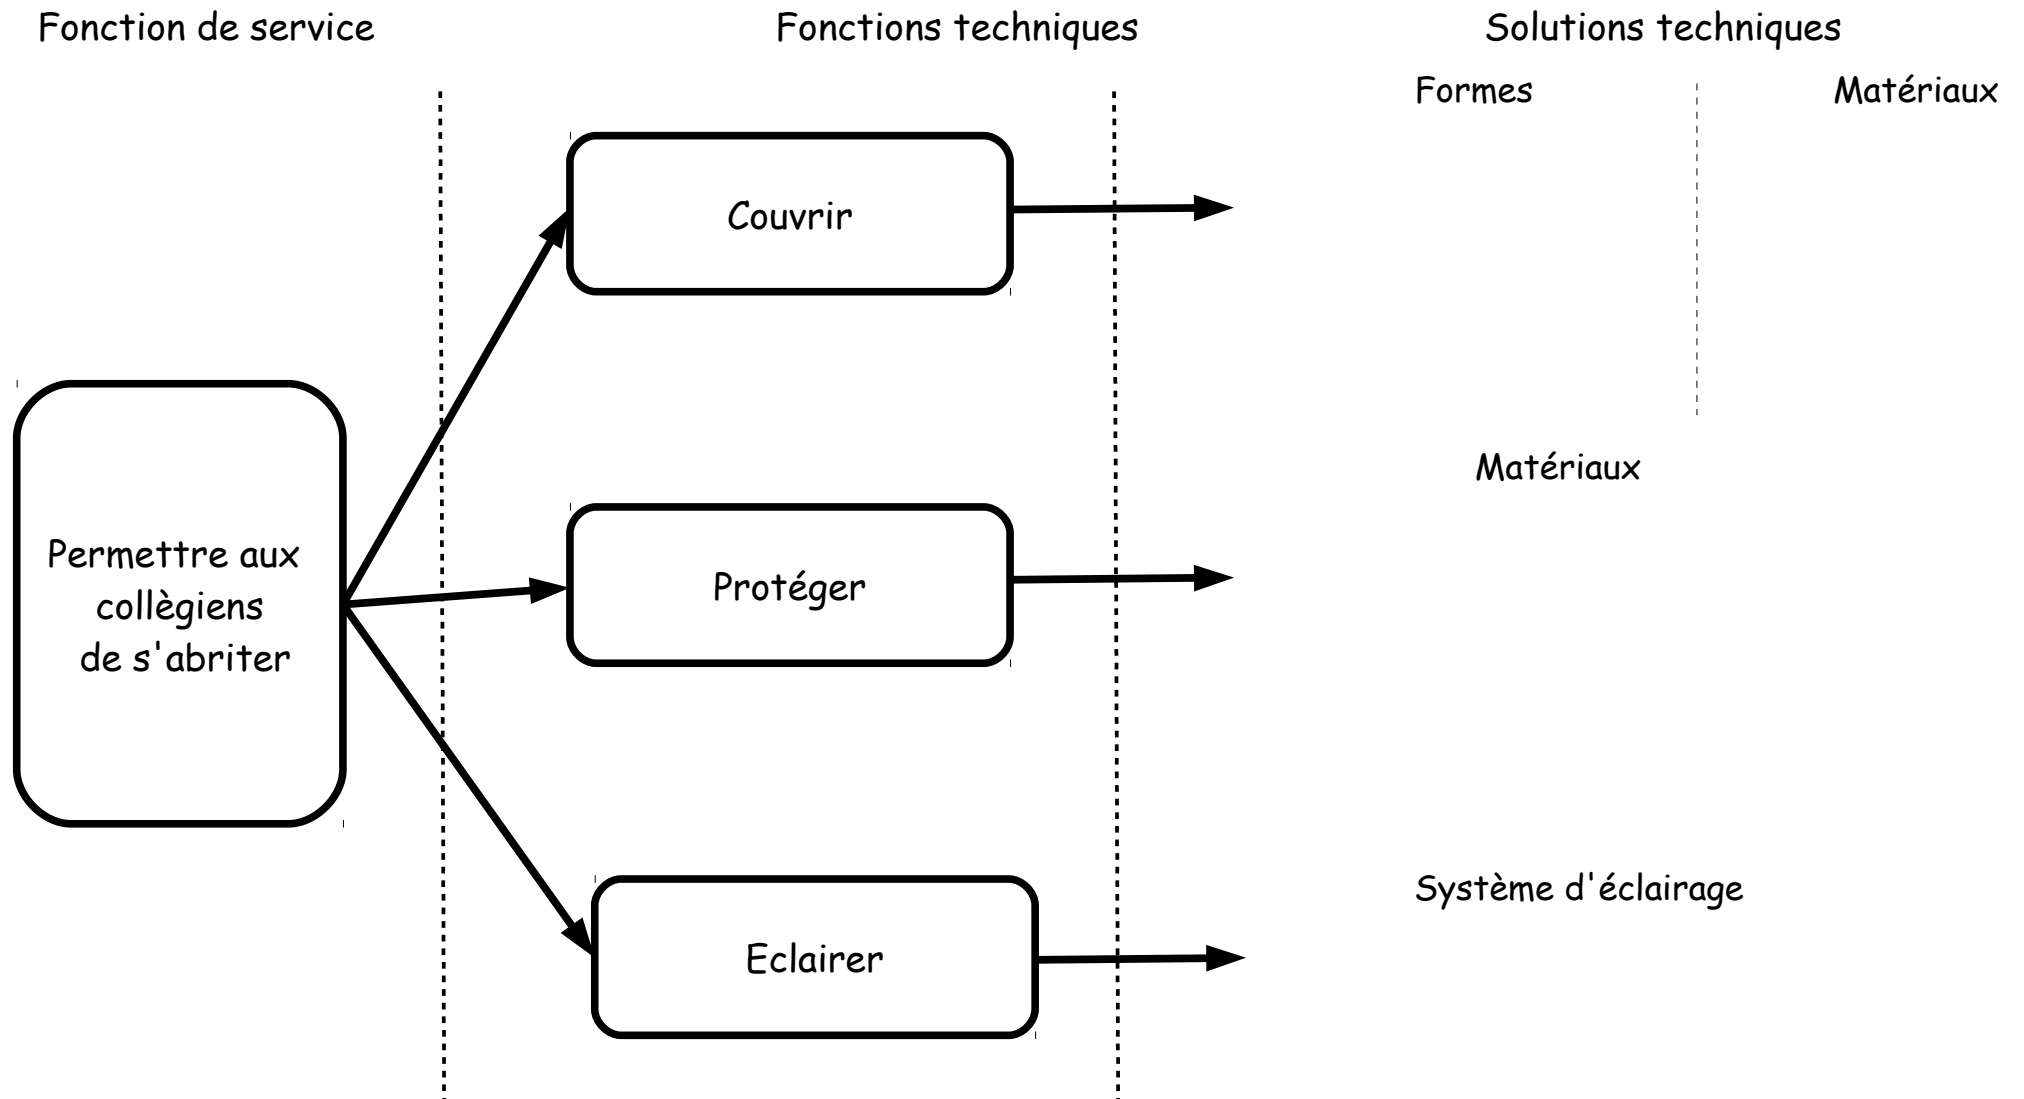 Fonction de service
Fonctions techniques
Solutions techniques
Formes
Matériaux
Couvrir
Matériaux
Permettre aux
collègiens
de s'abriter
Protéger
Système d'éclairage
Eclairer